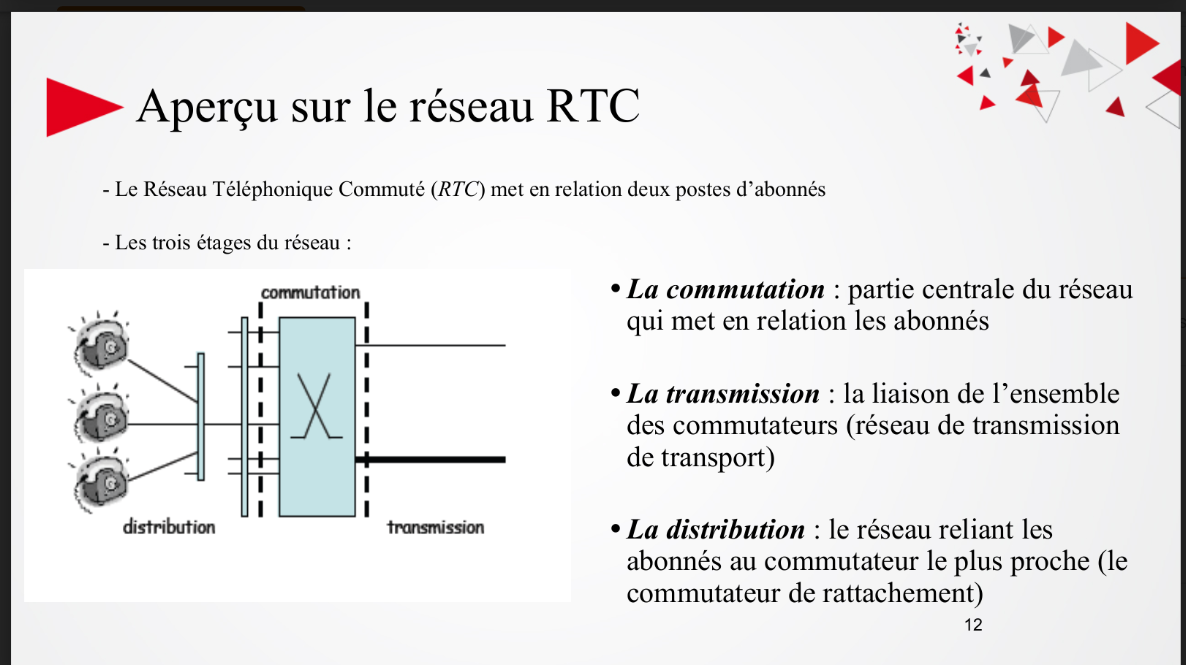 Aperçu sur le réseau RTC
- Le Réseau Téléphonique Commuté (RTC) met en relation deux postes d’abonnés
- Les trois étages du réseau :
commutation
distribution
transmission
• La commutation : partie centrale du réseau
qui met en relation les abonnés
• La transmission : la liaison de l’ensemble
des commutateurs (réseau de transmission
de transport)
• La distribution : le réseau reliant les
abonnés au commutateur le plus proche (le
commutateur de rattachement)
12